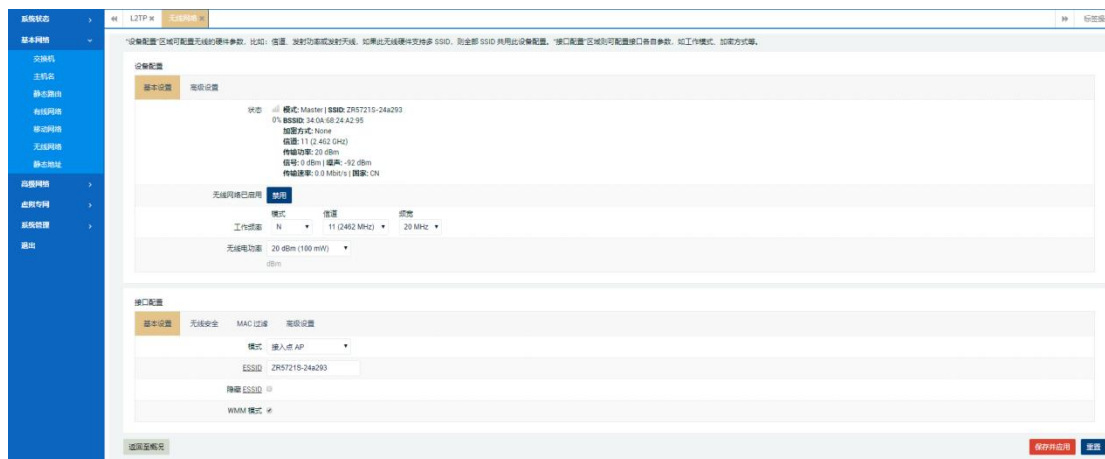 系统状态
基本网络
交换机
主机名
静态路由
有线网络
移动网络
无线网络
静态地址
高级网络
虚拟专网
系统管理
退出
L2TP
无线网络
"设备配置"区域可配置无线的硬件参数，比如：信道、发射功率或发射天线。如果此无线硬件支持多 SSID，则全部 SSID 共用此设备配置。"接口配置"区域则可配置接口各自参数，如工作模式、加密方式等。
设备配置
基本设置 高级设置
状态 模式: Master | SSID: ZR5721S-24a293
0% BSSID: 34:0A:68:24:A2:95
加密方式: None
信道: 11 (2.462 GHz)
传输功率: 20 dBm
信号: 0 dBm | 噪声: -92 dBm
传输速率: 0.0 Mbit/s | 国家: CN
无线网络已启用 禁用
模式 信道 频宽
工作频率 N 11 (2462 MHz) 20 MHz
无线电功率 20 dBm (100 mW)
dBm
接口配置
基本设置 无线安全 MAC 过滤 高级设置
模式 接入点 AP
ESSID ZR5721S-24a293
隐藏 ESSID
WMM 模式
返回至概况 保存并应用 重置